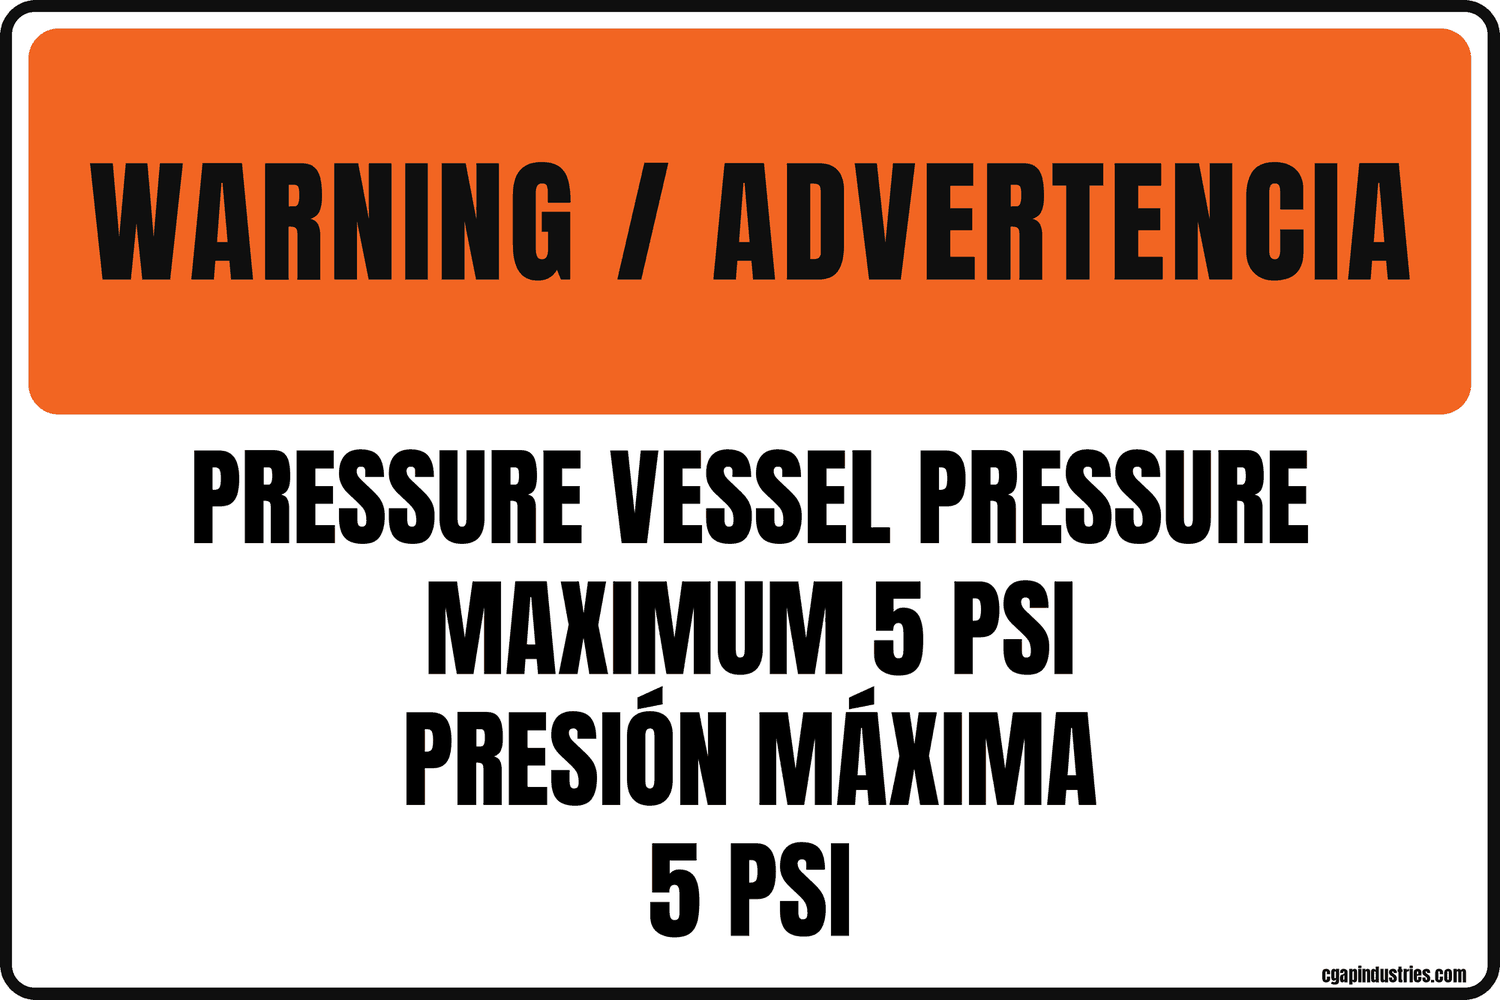 WARNING / ADVERTENCIA
PRESSURE VESSEL PRESSURE
MAXIMUM 5 PSI
PRESIÓN MÁXIMA
5 PSI
cgapindustries.com